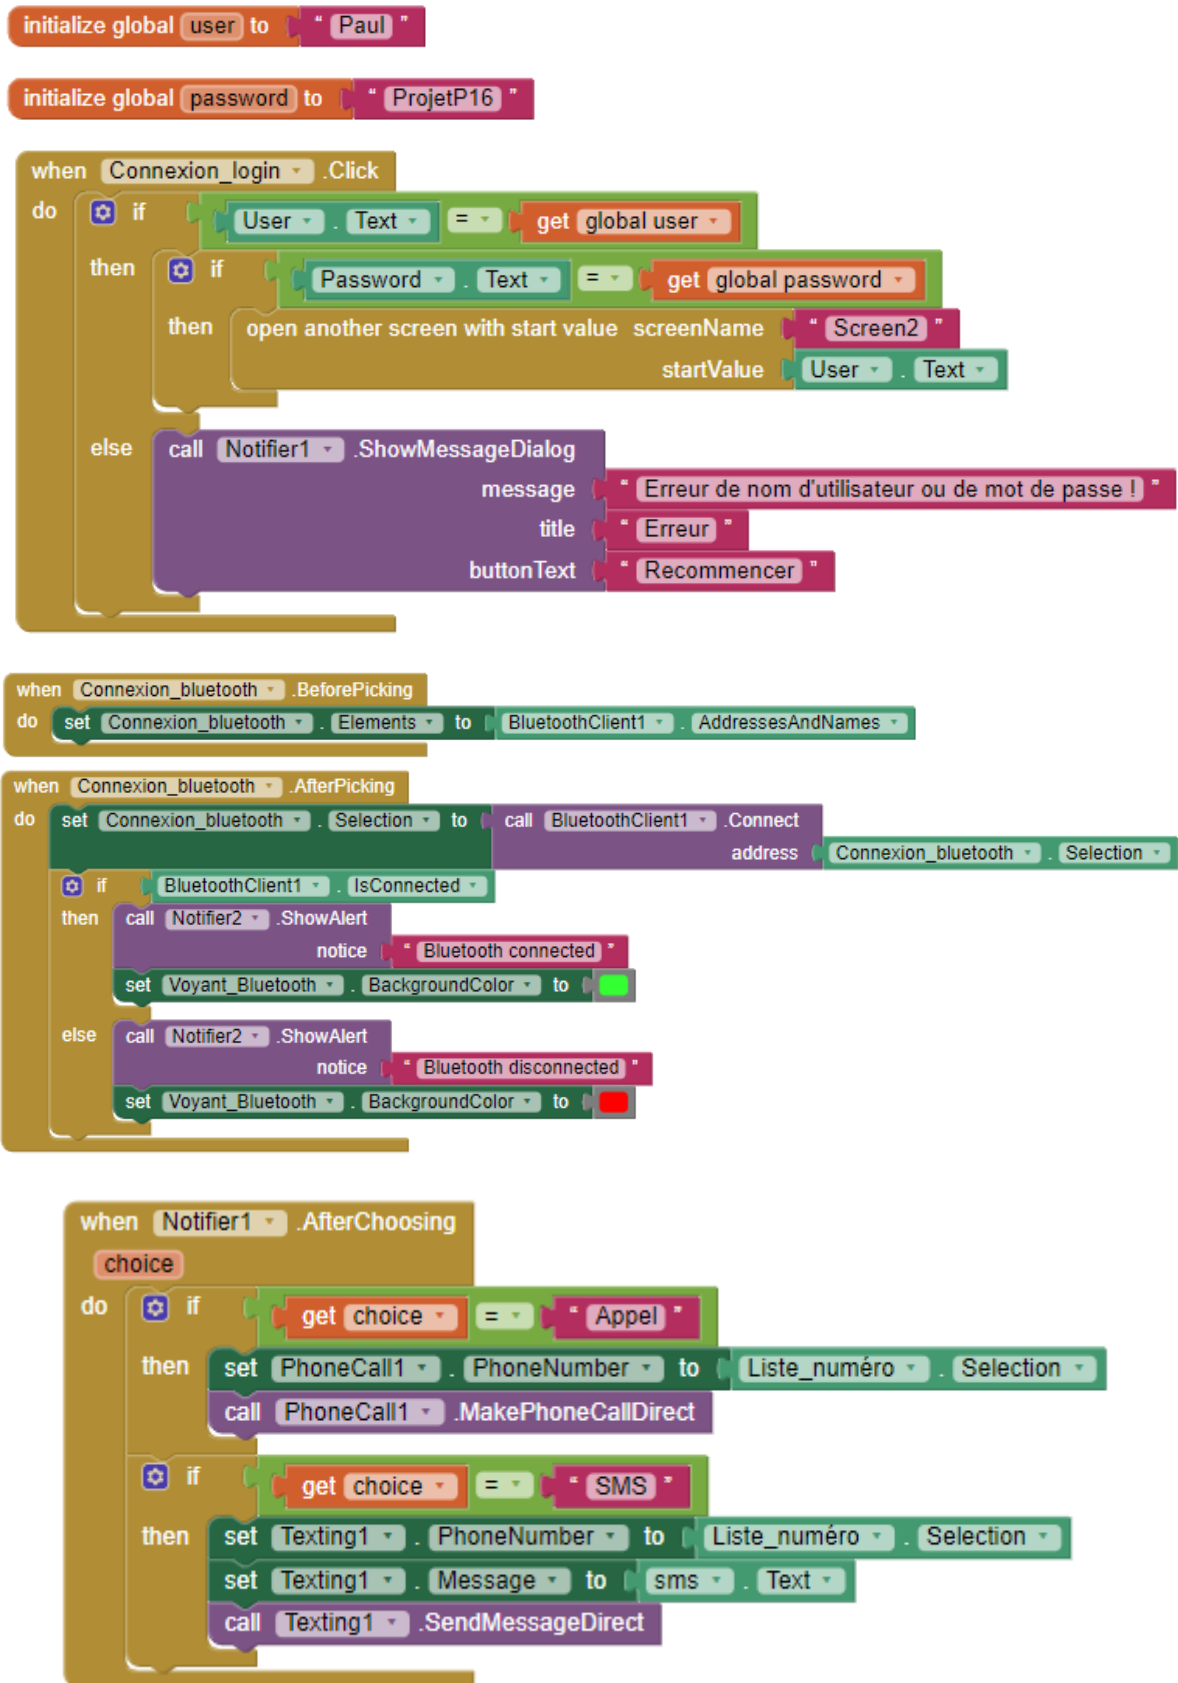 initialize global user to " Paul "
initialize global password to " ProjetP16 "
when Connexion_login .Click
do if User . Text = get global user
then if Password . Text = get global password
then open another screen with start value screenName " Screen2 "
startValue User . Text
else call Notifier1 .ShowMessageDialog
message " Erreur de nom d'utilisateur ou de mot de passe ! "
title " Erreur "
buttonText " Recommencer "
when Connexion_bluetooth .BeforePicking
do set Connexion_bluetooth . Elements to BluetoothClient1 . AddressesAndNames
when Connexion_bluetooth .AfterPicking
do set Connexion_bluetooth . Selection to call BluetoothClient1 .Connect
address Connexion_bluetooth . Selection
if BluetoothClient1 . IsConnected
then call Notifier2 .ShowAlert
notice " Bluetooth connected "
set Voyant_Bluetooth . BackgroundColor to
else call Notifier2 .ShowAlert
notice " Bluetooth disconnected "
set Voyant_Bluetooth . BackgroundColor to
when Notifier1 .AfterChoosing
choice
do if get choice = " Appel "
then set PhoneCall1 . PhoneNumber to Liste_numéro . Selection
call PhoneCall1 .MakePhoneCallDirect
if get choice = " SMS "
then set Texting1 . PhoneNumber to Liste_numéro . Selection
set Texting1 . Message to sms . Text
call Texting1 .SendMessageDirect